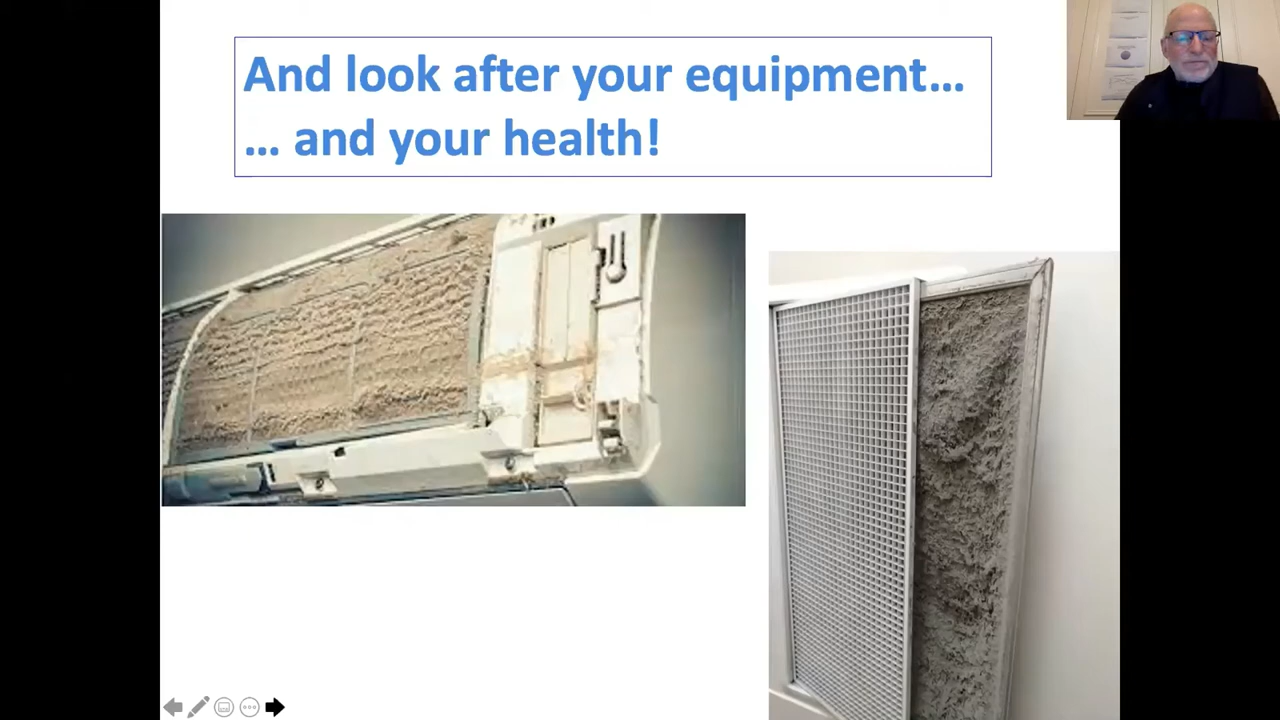 And look after your equipment…
… and your health!